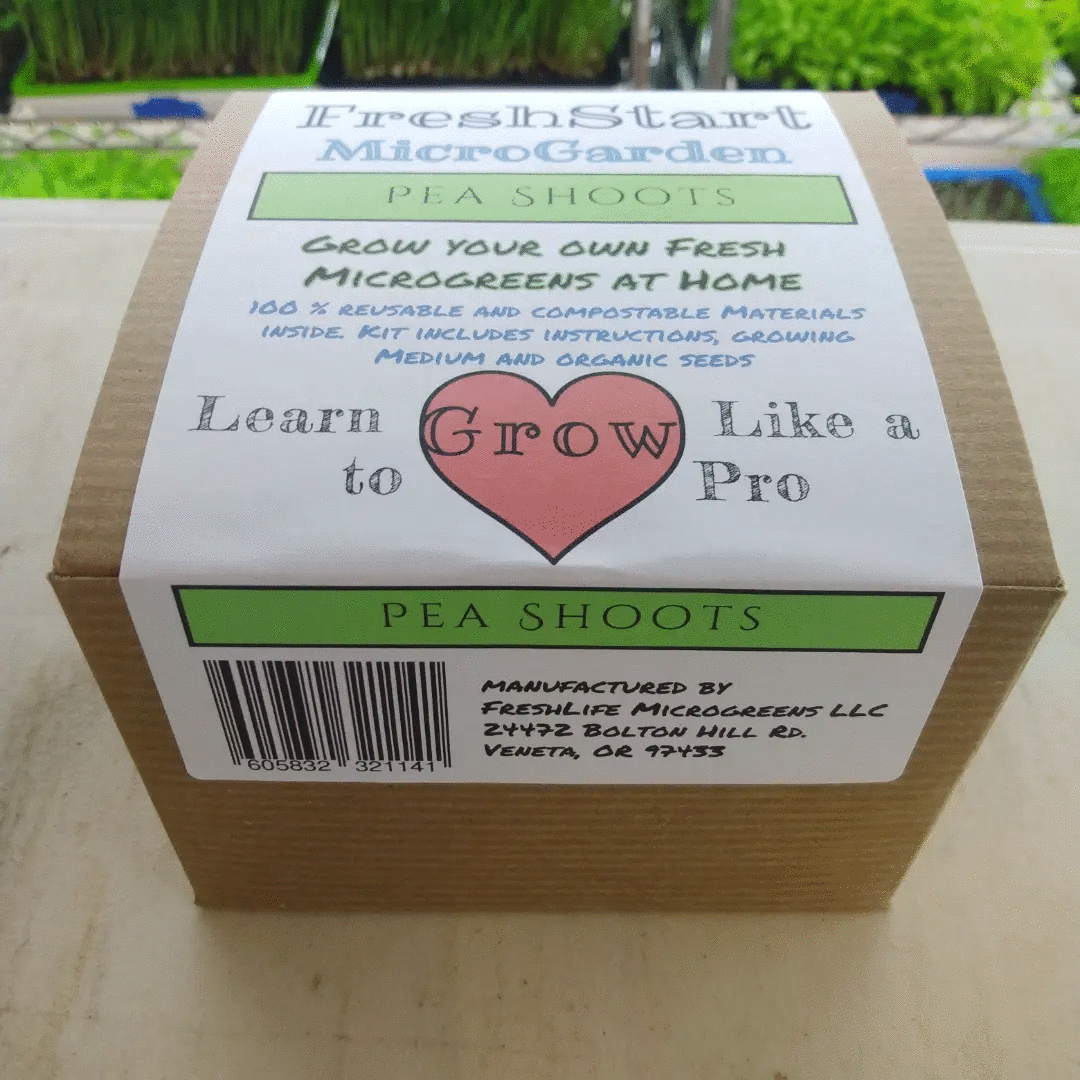 FreshStart
MicroGarden
Pea Shoots
Grow your own Fresh
Microgreens at Home
100 % reusable and compostable Materials
inside. Kit includes instructions, growing
Medium and organic seeds
Learn Grow Like a
to Pro
Pea Shoots
Manufactured by
FreshLife Microgreens LLC
24472 Bolton Hill Rd.
Veneta, OR 97433
605832 321141